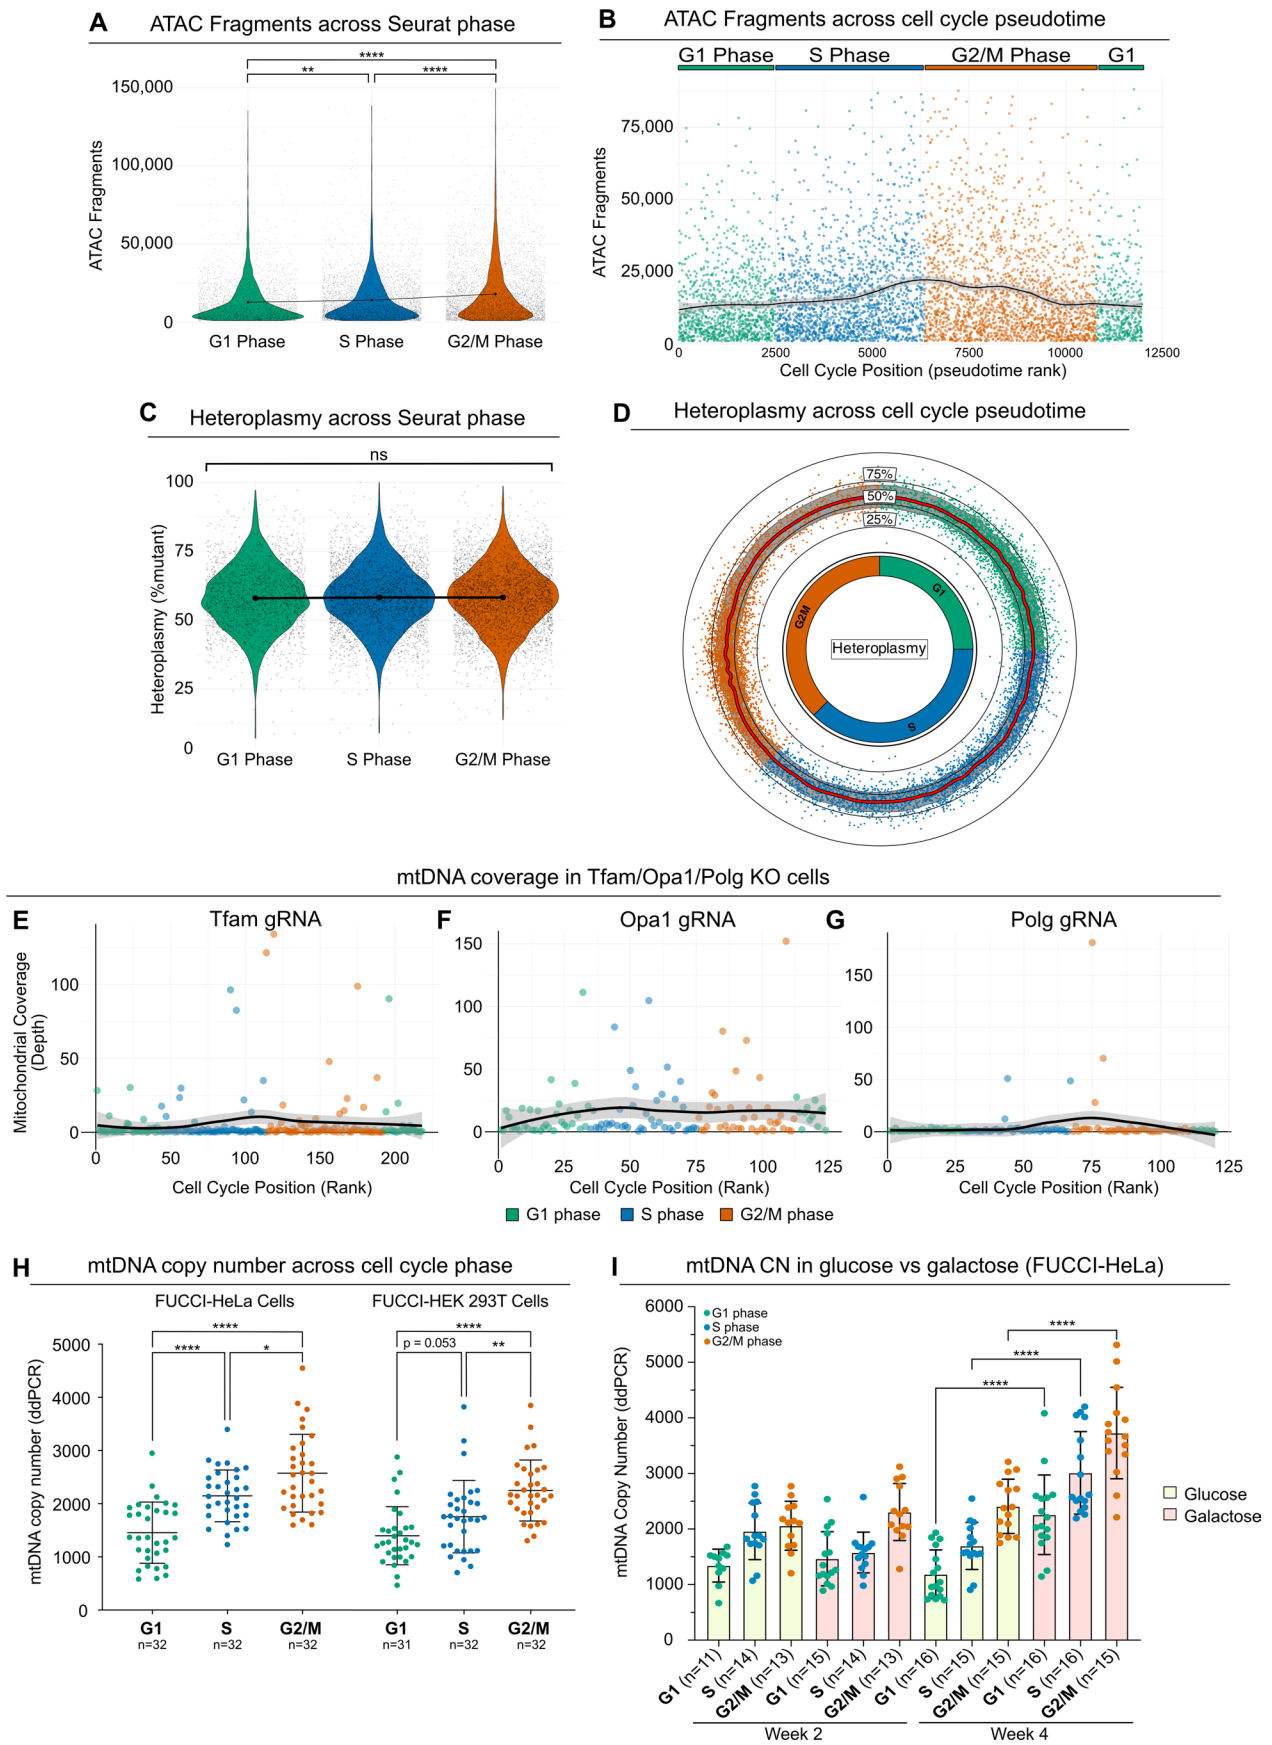 A
ATAC Fragments across Seurat phase
****
**
****
ATAC Fragments
150,000
100,000
50,000
0
G1 Phase
S Phase
G2/M Phase
B
ATAC Fragments across cell cycle pseudotime
G1 Phase
S Phase
G2/M Phase
G1
ATAC Fragments
75,000
50,000
25,000
0
0
2500
5000
7500
10000
12500
Cell Cycle Position (pseudotime rank)
C
Heteroplasmy across Seurat phase
ns
Heteroplasmy (%mutant)
100
75
50
25
0
G1 Phase
S Phase
G2/M Phase
D
Heteroplasmy across cell cycle pseudotime
75%
50%
25%
G1
G2M
S
Heteroplasmy
mtDNA coverage in Tfam/Opa1/Polg KO cells
E
Tfam gRNA
Mitochondrial Coverage
(Depth)
100
50
0
0
50
100
150
200
Cell Cycle Position (Rank)
F
Opa1 gRNA
150
100
50
0
0
25
50
75
100
125
Cell Cycle Position (Rank)
G
Polg gRNA
150
100
50
0
0
25
50
75
100
125
Cell Cycle Position (Rank)
G1 phase
S phase
G2/M phase
H
mtDNA copy number across cell cycle phase
FUCCI-HeLa Cells
FUCCI-HEK 293T Cells
****
****
*
****
p = 0.053
**
mtDNA copy number (ddPCR)
5000
4000
3000
2000
1000
0
G1
n=32
S
n=32
G2/M
n=32
G1
n=31
S
n=32
G2/M
n=32
I
mtDNA CN in glucose vs galactose (FUCCI-HeLa)
G1 phase
S phase
G2/M phase
****
****
****
mtDNA Copy Number (ddPCR)
6000
5000
4000
3000
2000
1000
0
Glucose
Galactose
G1 (n=11)
S (n=14)
G2/M (n=13)
G1 (n=15)
S (n=14)
G2/M (n=13)
G1 (n=16)
S (n=15)
G2/M (n=15)
G1 (n=16)
S (n=16)
G2/M (n=15)
Week 2
Week 4